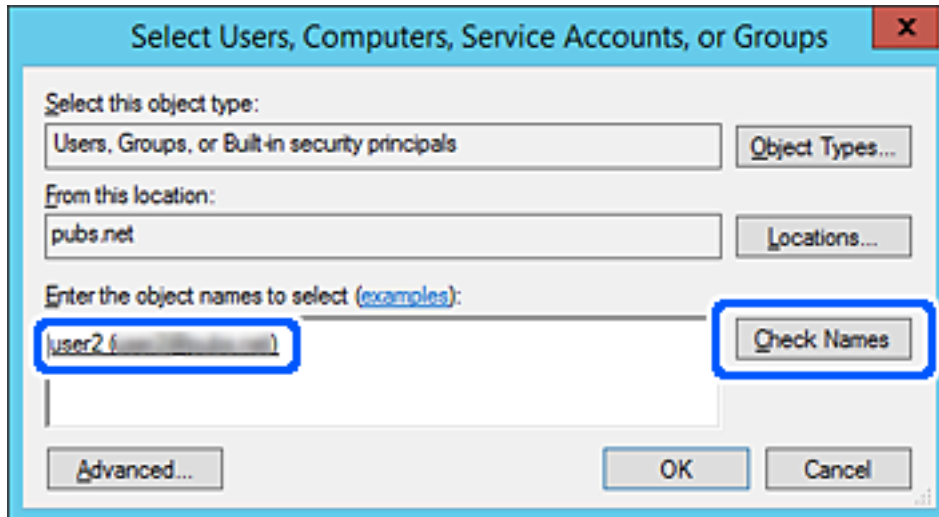 Select Users, Computers, Service Accounts, or Groups
x
Select this object type:
Users, Groups, or Built-in security principals
Object Types...
From this location:
pubs.net
Locations...
Enter the object names to select (examples):
user2 ( )
Check Names
Advanced...
OK
Cancel